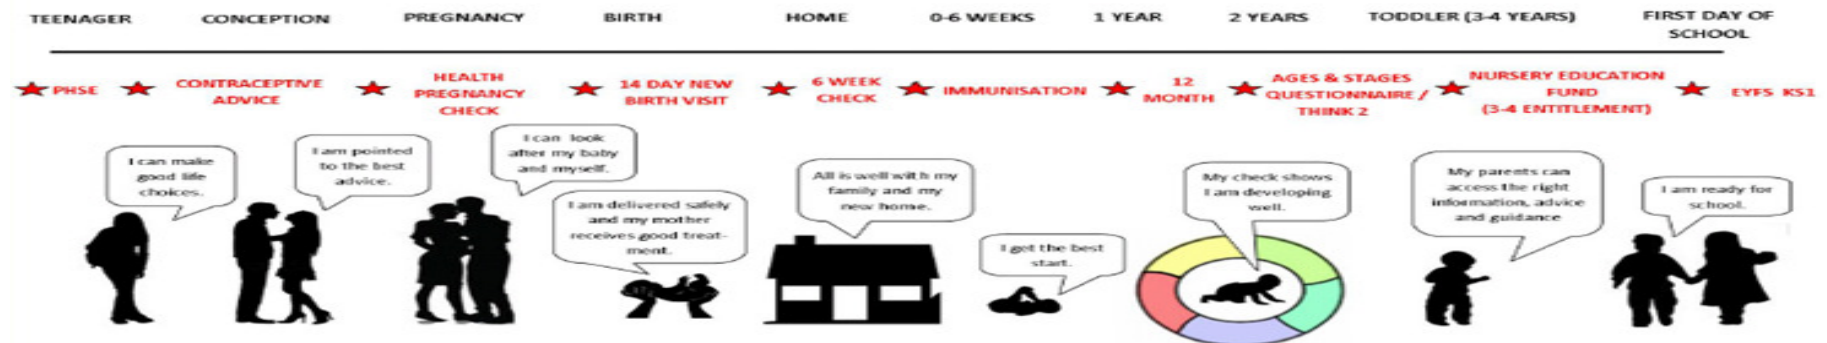 TEENAGER CONCEPTION PREGNANCY BIRTH HOME 0-6 WEEKS 1 YEAR 2 YEARS TODDLER (3-4 YEARS) FIRST DAY OF
SCHOOL
PHSE
CONTRACEPTIVE
ADVICE
HEALTH
PREGNANCY
CHECK
14 DAY NEW
BIRTH VISIT
6 WEEK
CHECK
IMMUNISATION
12
MONTH
AGES & STAGES
QUESTIONNAIRE /
THINK 2
NURSERY EDUCATION
FUND
(3-4 ENTITLEMENT)
EYFS KS1
I can make
good life
choices.
I am pointed
to the best
advice.
I can look
after my baby
and myself.
I am delivered safely
and my mother
receives good treat-
ment.
All is well with my
family and my
new home.
I get the best
start.
My check shows
I am developing
well.
My parents can
access the right
information, advice
and guidance
I am ready for
school.